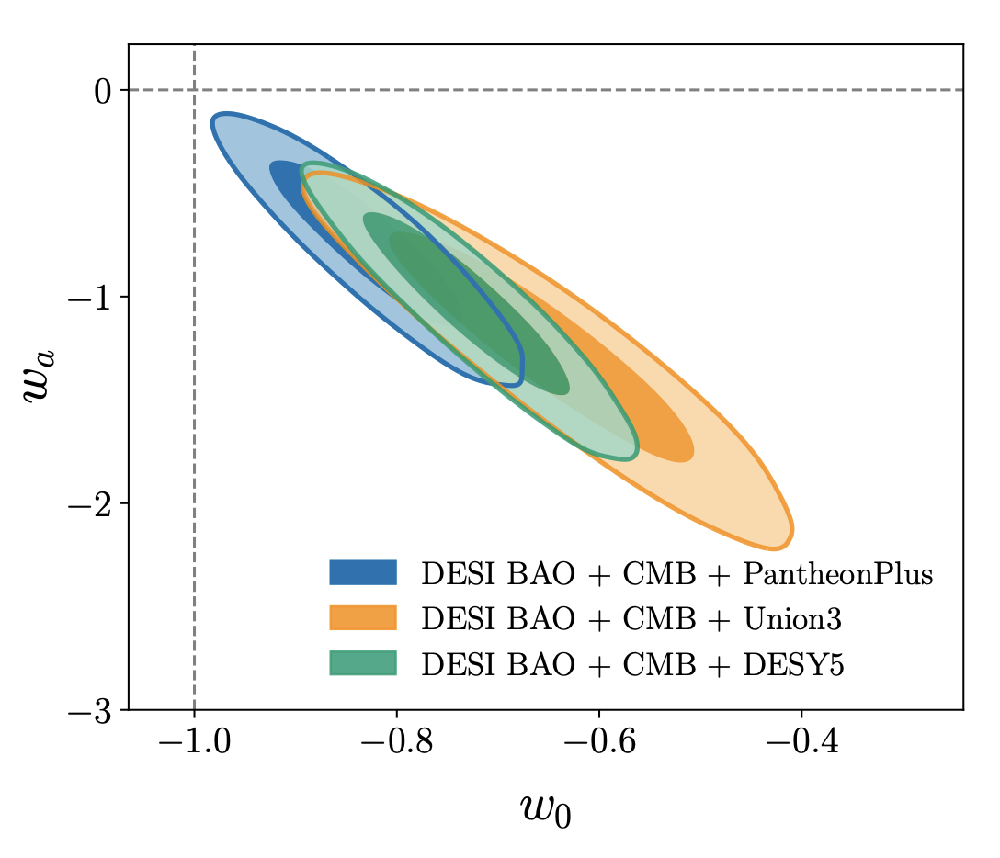 0
−1
−2
−3
w_a
DESI BAO + CMB + PantheonPlus
DESI BAO + CMB + Union3
DESI BAO + CMB + DESY5
−1.0 −0.8 −0.6 −0.4
w_0